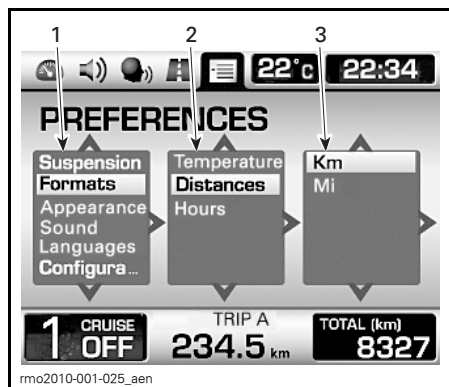 1 2 3
22°c 22:34
PREFERENCES
Suspension
Formats
Appearance
Sound
Languages
Configura ...
Temperature
Distances
Hours
Km
Mi
1 CRUISE OFF
TRIP A
234.5 km
TOTAL (km)
8327
rmo2010-001-025_aen